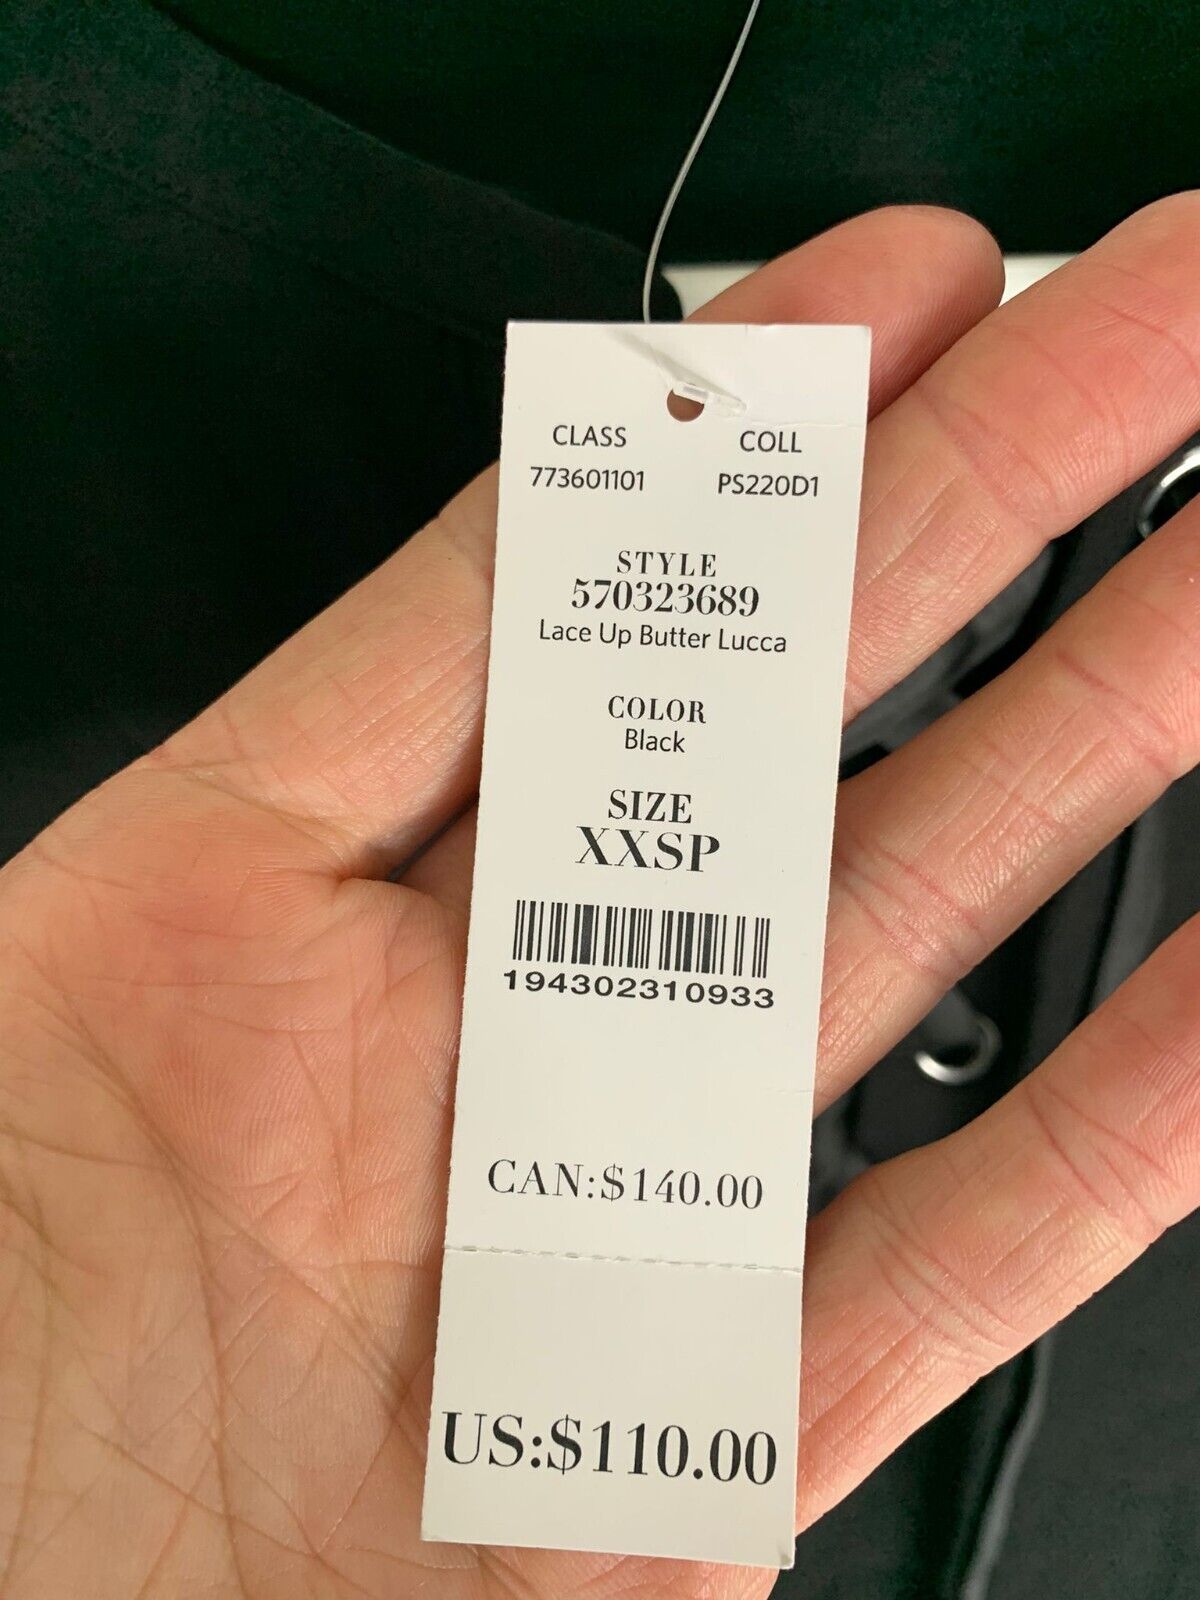 CLASS COLL
773601101 PS220D1
STYLE
570323689
Lace Up Butter Lucca
COLOR
Black
SIZE
XXSP
194302310933
CAN:$140.00
US:$110.00